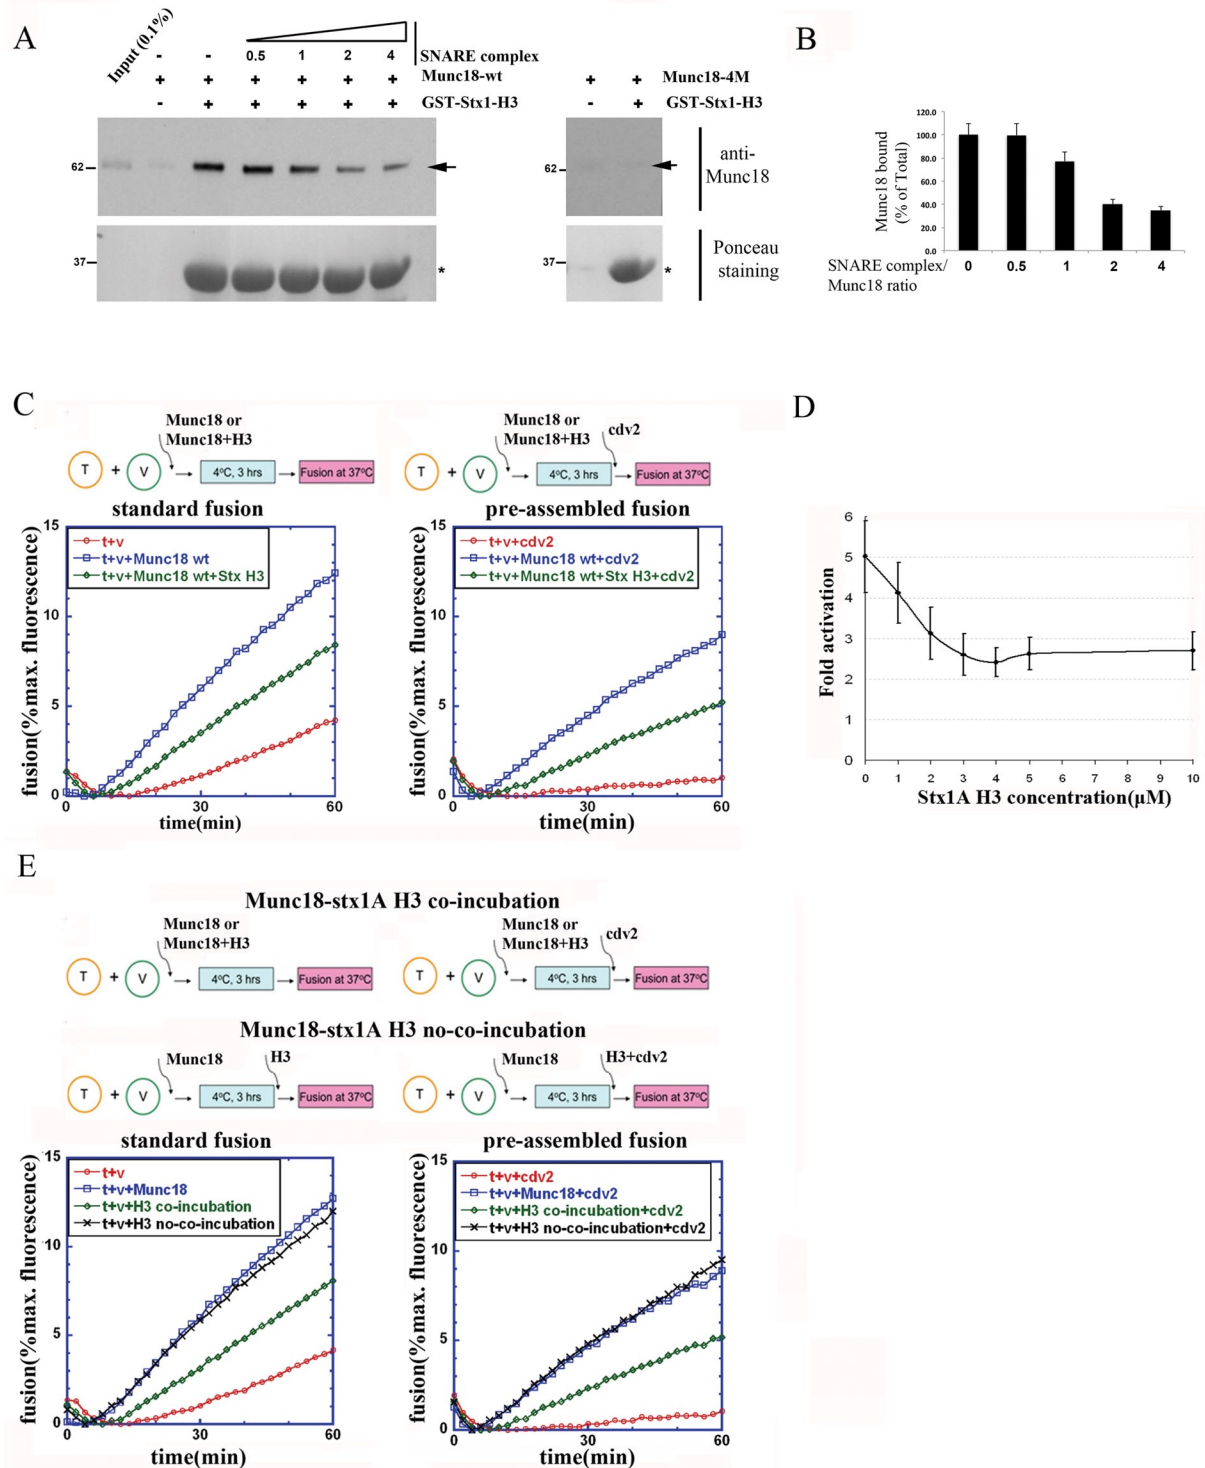 A
Input (0.1%)
- - 0.5 1 2 4 SNARE complex
+ + + + + + Munc18-wt
- + + + + + GST-Stx1-H3
+ + Munc18-4M
- + GST-Stx1-H3
62
62
anti-
Munc18
37
*
37
*
Ponceau
staining
B
Munc18 bound
(% of Total)
120.0
100.0
80.0
60.0
40.0
20.0
0.0
SNARE complex/
Munc18 ratio
0 0.5 1 2 4
C
Munc18 or
Munc18+H3
T + V
4ºC, 3 hrs
Fusion at 37ºC
standard fusion
t+v
t+v+Munc18 wt
t+v+Munc18 wt+Stx H3
fusion(%max. fluorescence)
15
10
5
0
0 30 60
time(min)
Munc18 or
Munc18+H3
cdv2
T + V
4ºC, 3 hrs
Fusion at 37ºC
pre-assembled fusion
t+v+cdv2
t+v+Munc18 wt+cdv2
t+v+Munc18 wt+Stx H3+cdv2
fusion(%max. fluorescence)
15
10
5
0
0 30 60
time(min)
D
Fold activation
6
5
4
3
2
1
0
0 1 2 3 4 5 6 7 8 9 10
Stx1A H3 concentration(µM)
E
Munc18-stx1A H3 co-incubation
Munc18 or
Munc18+H3
T + V
4ºC, 3 hrs
Fusion at 37ºC
Munc18 or
Munc18+H3
cdv2
T + V
4ºC, 3 hrs
Fusion at 37ºC
Munc18-stx1A H3 no-co-incubation
Munc18
H3
T + V
4ºC, 3 hrs
Fusion at 37ºC
Munc18
H3+cdv2
T + V
4ºC, 3 hrs
Fusion at 37ºC
standard fusion
t+v
t+v+Munc18
t+v+H3 co-incubation
t+v+H3 no-co-incubation
fusion(%max. fluorescence)
15
10
5
0
0 30 60
time(min)
pre-assembled fusion
t+v+cdv2
t+v+Munc18+cdv2
t+v+H3 co-incubation+cdv2
t+v+H3 no-co-incubation+cdv2
fusion(%max. fluorescence)
15
10
5
0
0 30 60
time(min)